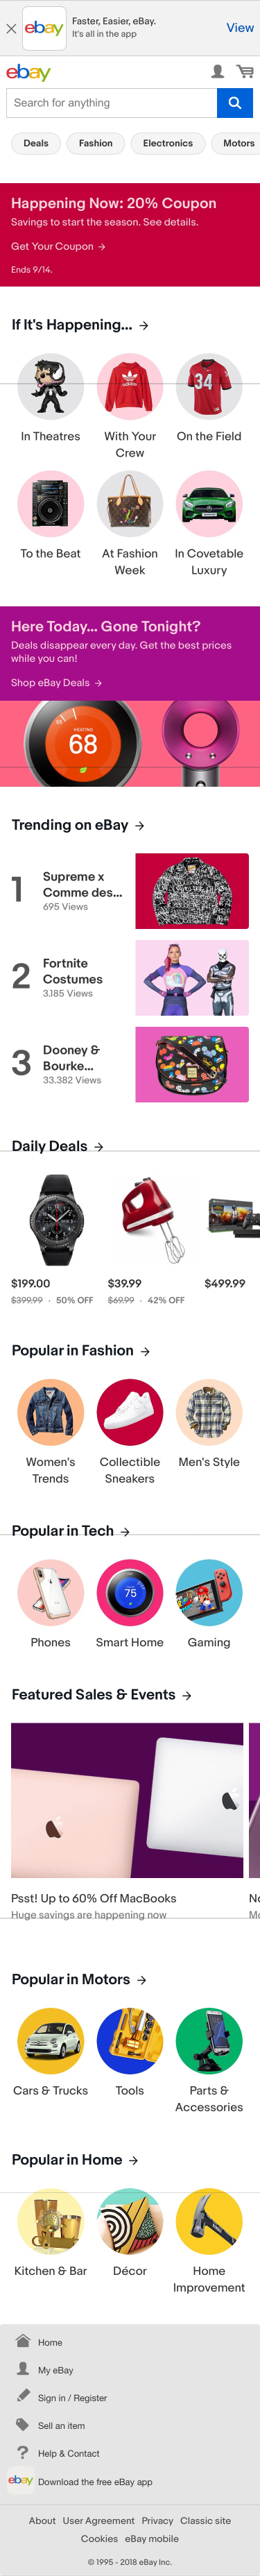 ebay
Faster, Easier, eBay.
It's all in the app
View
ebay
Search for anything
Deals
Fashion
Electronics
Motors
Happening Now: 20% Coupon
Savings to start the season. See details.
Get Your Coupon →
Ends 9/14.
If It's Happening... →
34
In Theatres
With Your
Crew
On the Field
To the Beat
At Fashion
Week
In Covetable
Luxury
Here Today... Gone Tonight?
Deals disappear every day. Get the best prices
while you can!
Shop eBay Deals →
HEATING
68
Trending on eBay →
1
Supreme x
Comme des...
695 Views
2
Fortnite
Costumes
3.185 Views
3
Dooney &
Bourke...
33.382 Views
Daily Deals →
$199.00
$39.99
$499.99
$399.99 · 50% OFF
$69.99 · 42% OFF
Popular in Fashion →
Women's
Trends
Collectible
Sneakers
Men's Style
Popular in Tech →
75
Phones
Smart Home
Gaming
Featured Sales & Events →
Psst! Up to 60% Off MacBooks
Huge savings are happening now
Popular in Motors →
Cars & Trucks
Tools
Parts &
Accessories
Popular in Home →
Kitchen & Bar
Décor
Home
Improvement
Home
My eBay
Sign in / Register
Sell an item
Help & Contact
ebay Download the free eBay app
About User Agreement Privacy Classic site
Cookies eBay mobile
© 1995 - 2018 eBay Inc.